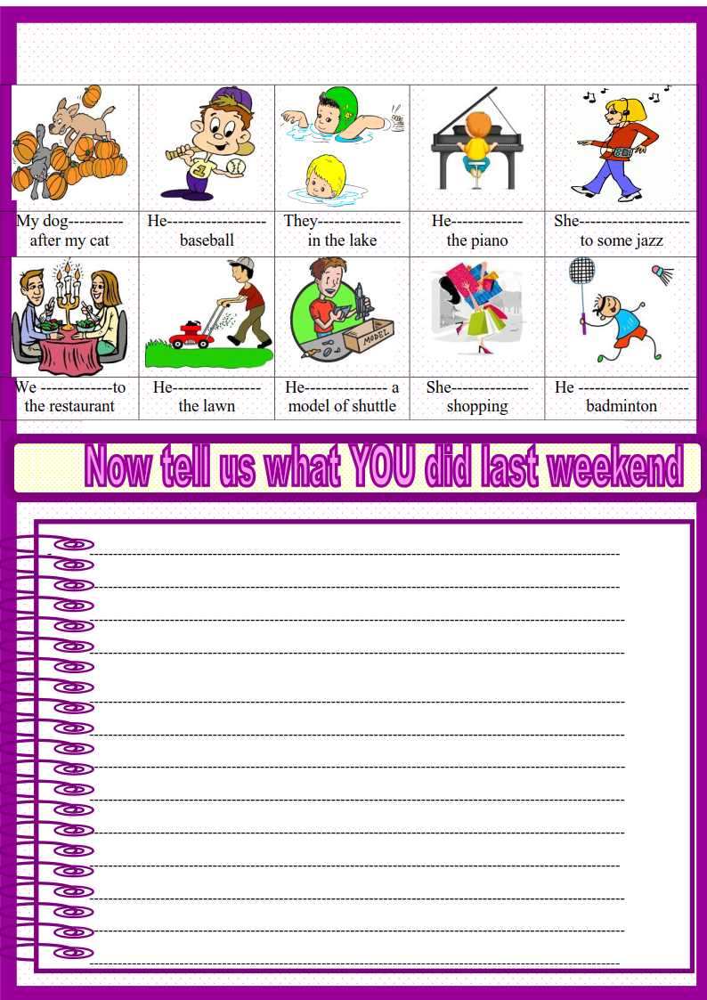 My dog----------
after my cat
He------------------
baseball
They---------------
in the lake
He-------------
the piano
She--------------------
to some jazz
MODEL
We -------------to
the restaurant
He----------------
the lawn
He--------------- a
model of shuttle
She--------------
shopping
He --------------------
badminton
Now tell us what YOU did last weekend